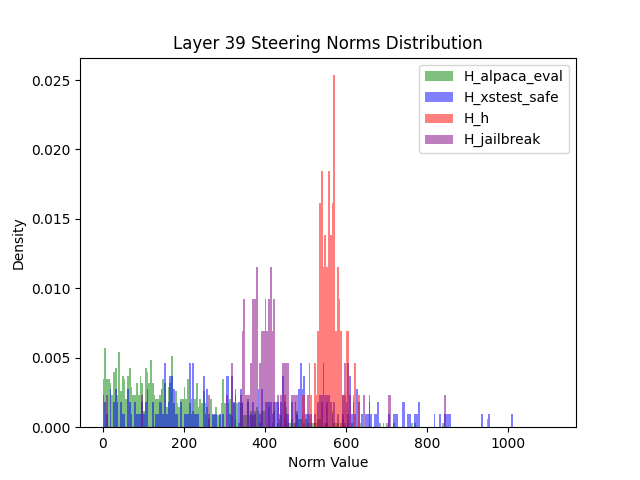 Layer 39 Steering Norms Distribution
H_alpaca_eval
H_xstest_safe
H_h
H_jailbreak
0.025
0.020
0.015
0.010
0.005
0.000
Density
0 200 400 600 800 1000
Norm Value